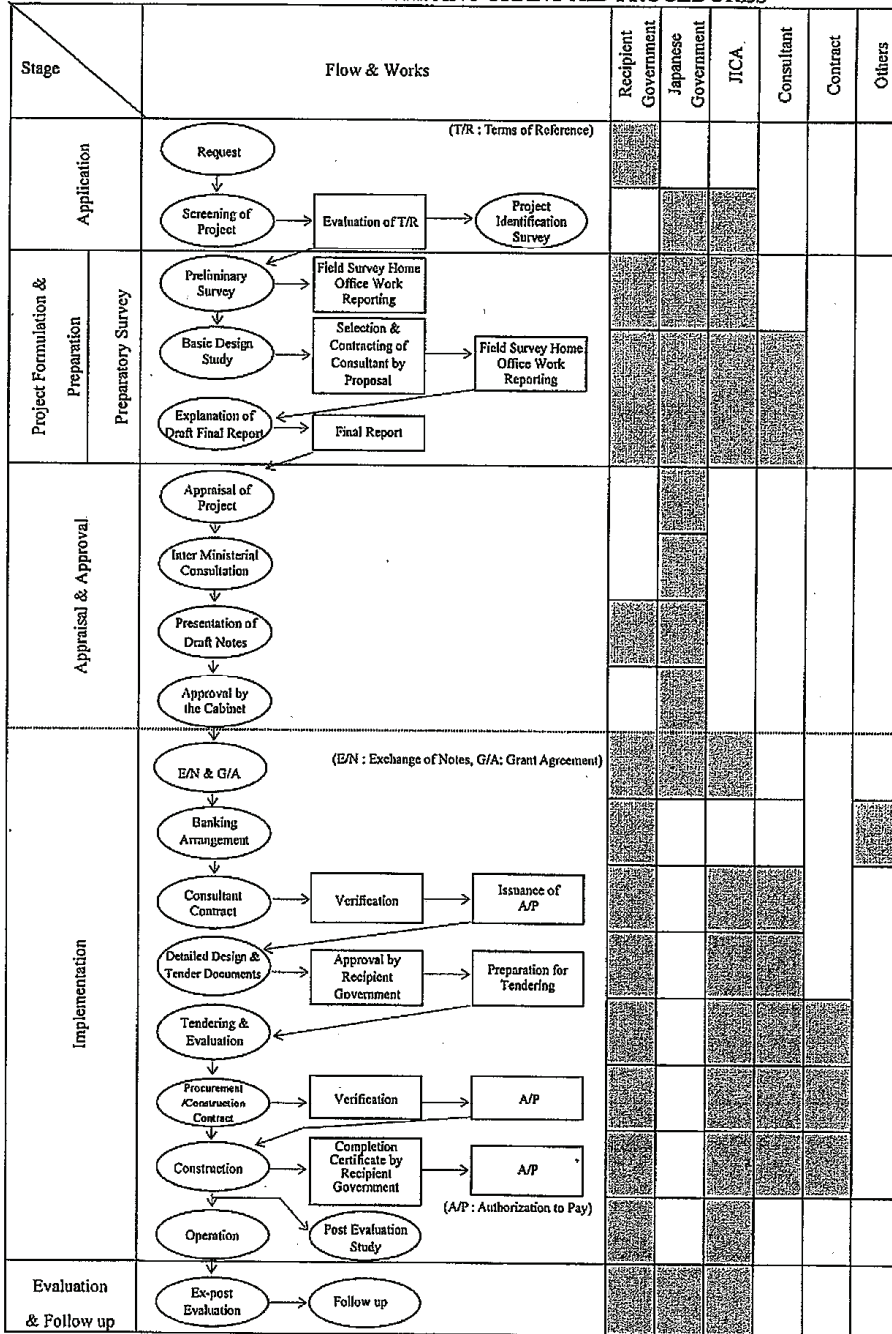 PROCEDURES
Stage
Flow & Works
Recipient
Government
Japanese
Government
JICA
Consultant
Contract
Others
Application
(T/R : Terms of Reference)
Request
Screening of
Project
Evaluation of T/R
Project
Identification
Survey
Project Formulation &
Preparation
Preparatory Survey
Preliminary
Survey
Field Survey Home
Office Work
Reporting
Basic Design
Study
Selection &
Contracting of
Consultant by
Proposal
Field Survey Home
Office Work
Reporting
Explanation of
Draft Final Report
Final Report
Appraisal & Approval
Appraisal of
Project
Inter Ministerial
Consultation
Presentation of
Draft Notes
Approval by
the Cabinet
Implementation
E/N & G/A
(E/N : Exchange of Notes, G/A: Grant Agreement)
Banking
Arrangement
Consultant
Contract
Verification
Issuance of
A/P
Detailed Design &
Tender Documents
Approval by
Recipient
Government
Preparation for
Tendering
Tendering &
Evaluation
Procurement
/Construction
Contract
Verification
A/P
Construction
Completion
Certificate by
Recipient
Government
A/P
(A/P : Authorization to Pay)
Operation
Post Evaluation
Study
Evaluation
& Follow up
Ex-post
Evaluation
Follow up